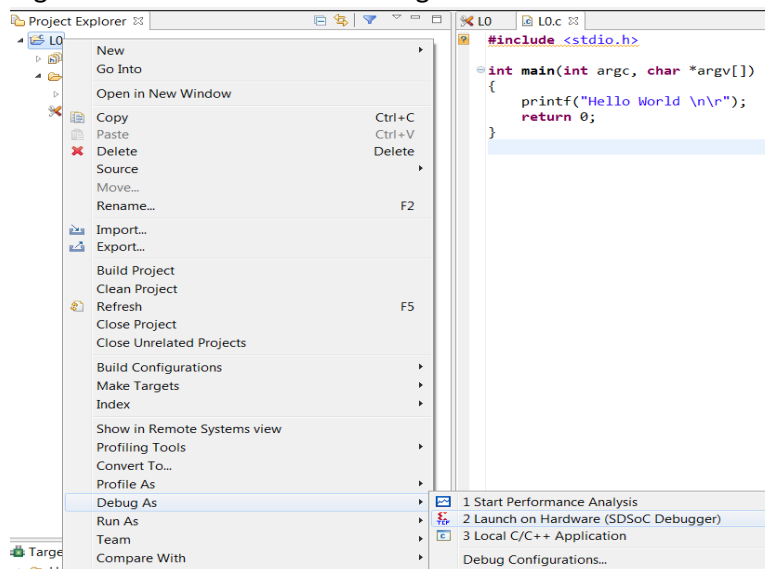 Project Explorer
L0
L0.c
L0
New
Go Into
Open in New Window
Copy Ctrl+C
Paste Ctrl+V
Delete Delete
Source
Move...
Rename... F2
Import...
Export...
Build Project
Clean Project
Refresh F5
Close Project
Close Unrelated Projects
Build Configurations
Make Targets
Index
Show in Remote Systems view
Profiling Tools
Convert To...
Profile As
Debug As
Run As
Team
Compare With
#include <stdio.h>
int main(int argc, char *argv[])
{
printf("Hello World \n\r");
return 0;
}
1 Start Performance Analysis
2 Launch on Hardware (SDSoC Debugger)
3 Local C/C++ Application
Debug Configurations...
Targe